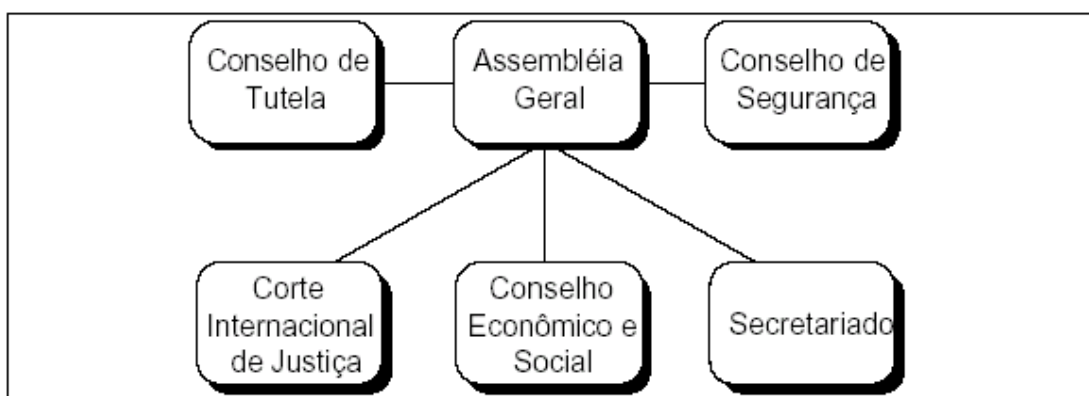 Conselho de
Tutela
Assembléia
Geral
Conselho de
Segurança
Corte
Internacional
de Justiça
Conselho
Econômico e
Social
Secretariado